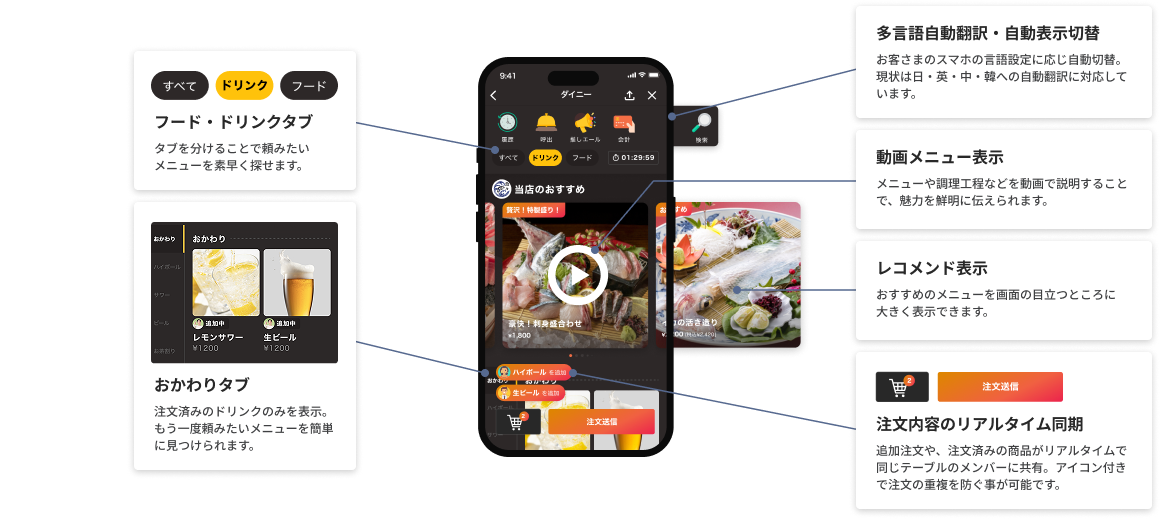 すべて
ドリンク
フード
フード・ドリンクタブ
タブを分けることで頼みたい
メニューを素早く探せます。
おかわり
ハイボール
サワー
ビール
お茶割り
おかわり
追加中
レモンサワー
¥1200
追加中
生ビール
¥1200
おかわりタブ
注文済みのドリンクのみを表示。
もう一度頼みたいメニューを簡単
に見つけられます。
9:41
ダイニー
履歴
呼出
推しエール
会計
検索
すべて
ドリンク
フード
01:29:59
当店のおすすめ
贅沢！特製盛り！
豪快！刺身盛合わせ
¥1,800
イカの活き造り
ハイボール を追加
生ビール を追加
おかわり
おかわり
ハイボール
サワー
2
注文送信
多言語自動翻訳・自動表示切替
お客さまのスマホの言語設定に応じ自動切替。
現状は日・英・中・韓への自動翻訳に対応して
います。
動画メニュー表示
メニューや調理工程などを動画で説明すること
で、魅力を鮮明に伝えられます。
レコメンド表示
おすすめのメニューを画面の目立つところに
大きく表示できます。
2
注文送信
注文内容のリアルタイム同期
追加注文や、注文済みの商品がリアルタイムで
同じテーブルのメンバーに共有。アイコン付き
で注文の重複を防ぐ事が可能です。